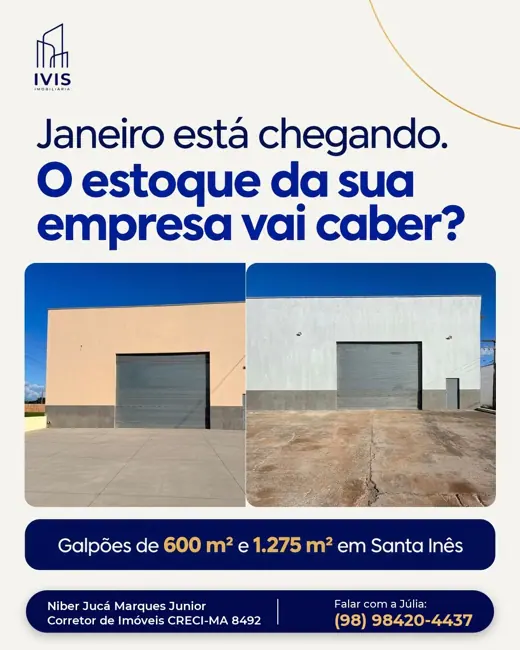 IVIS
IMOBILIÁRIA
Janeiro está chegando.
O estoque da sua
empresa vai caber?
Galpões de 600 m² e 1.275 m² em Santa Inês
Niber Jucá Marques Junior
Corretor de Imóveis CRECI-MA 8492
Falar com a Júlia:
(98) 98420-4437